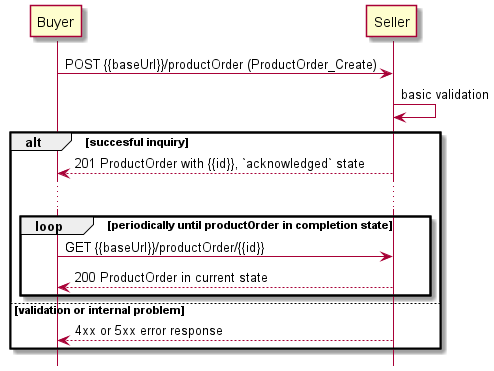 Buyer
Seller
POST {{baseUrl}}/productOrder (ProductOrder_Create)
basic validation
alt
[succesful inquiry]
201 ProductOrder with {{id}}, `acknowledged` state
loop
[periodically until productOrder in completion state]
GET {{baseUrl}}/productOrder/{{id}}
200 ProductOrder in current state
[validation or internal problem]
4xx or 5xx error response